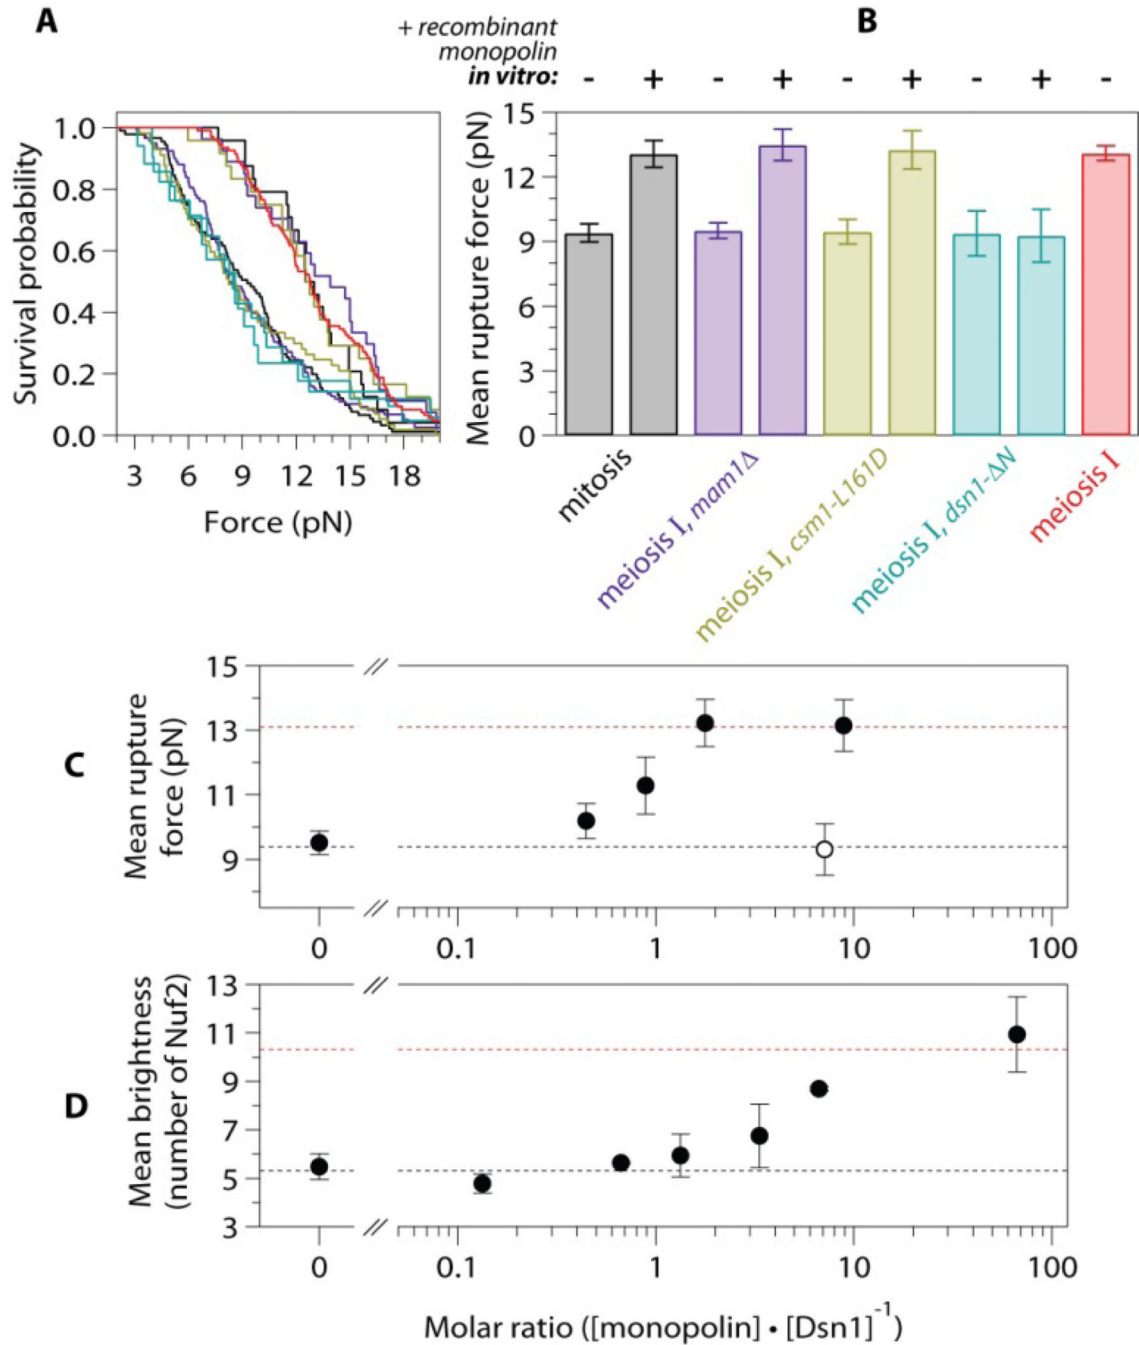 A
+ recombinant
monopolin
in vitro:
B
- + - + - + - + -
Survival probability
1.0
0.8
0.6
0.4
0.2
0.0
3 6 9 12 15 18
Force (pN)
Mean rupture force (pN)
15
12
9
6
3
0
mitosis
meiosis I, mam1Δ
meiosis I, csm1-L161D
meiosis I, dsn1-ΔN
meiosis I
C
Mean rupture
force (pN)
15
13
11
9
0 0.1 1 10 100
D
Mean brightness
(number of Nuf2)
13
11
9
7
5
3
0 0.1 1 10 100
Molar ratio ([monopolin] • [Dsn1]⁻¹)